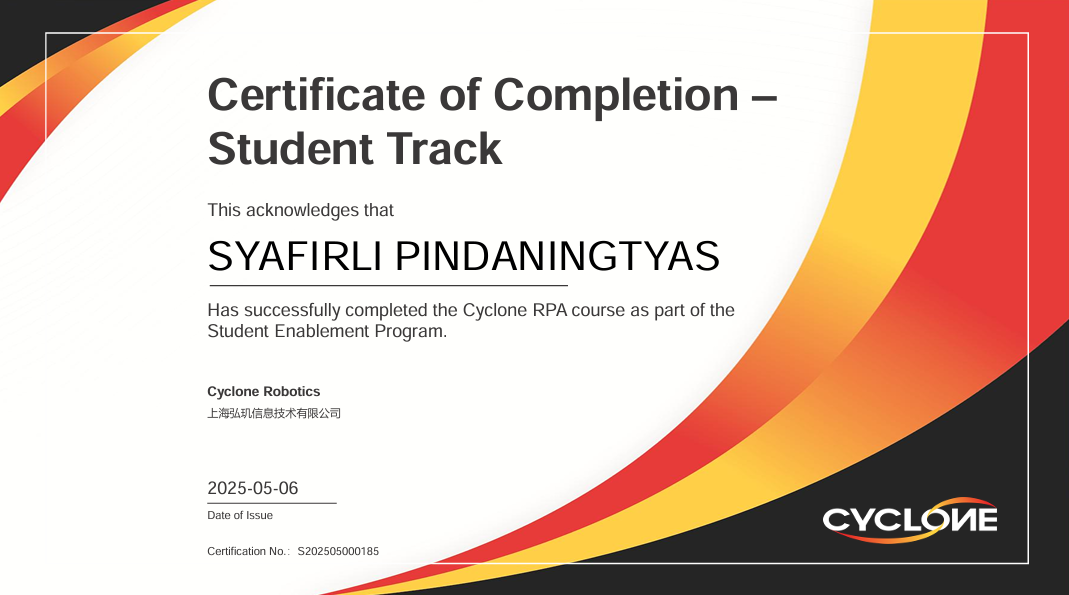 Certificate of Completion –
Student Track
This acknowledges that
SYAFIRLI PINDANINGTYAS
Has successfully completed the Cyclone RPA course as part of the
Student Enablement Program.
Cyclone Robotics
上海弘玑信息技术有限公司
2025-05-06
Date of Issue
Certification No.: S202505000185
CYCLONE